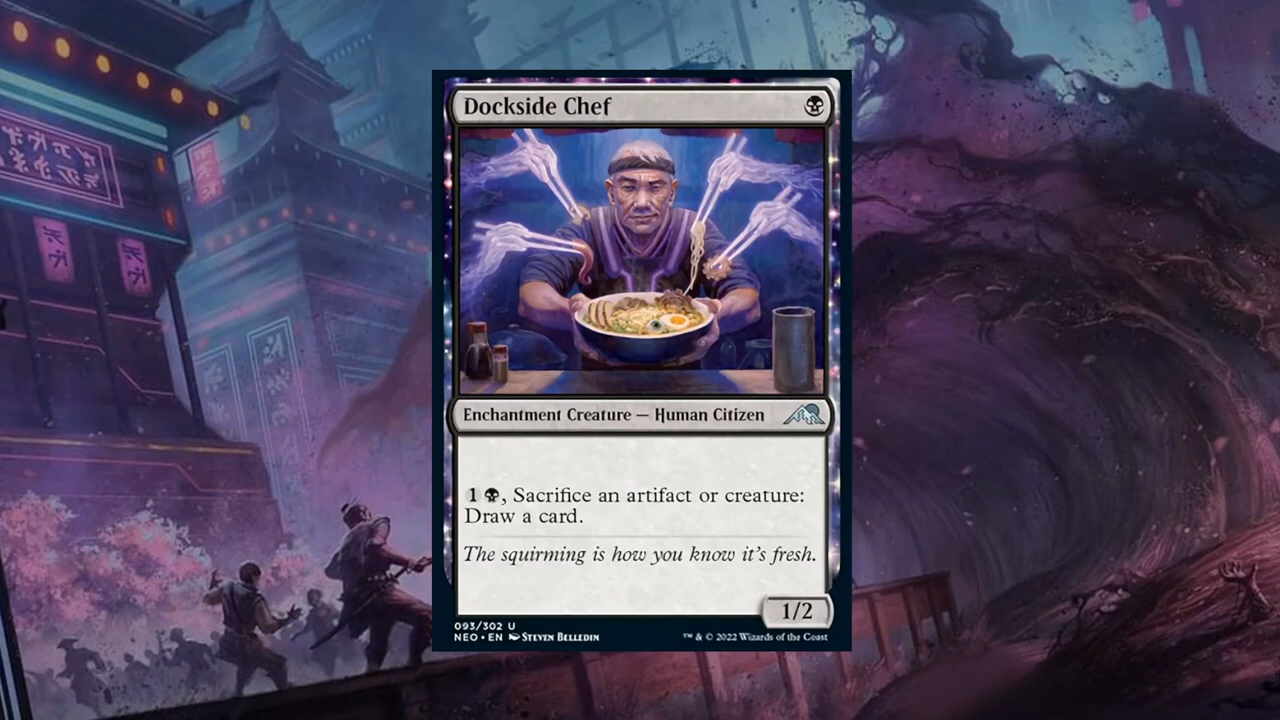 Dockside Chef
Enchantment Creature — Human Citizen
1, Sacrifice an artifact or creature:
Draw a card.
The squirming is how you know it's fresh.
1/2
093/302 U
NEO • EN Steven Belledin
™ & © 2022 Wizards of the Coast